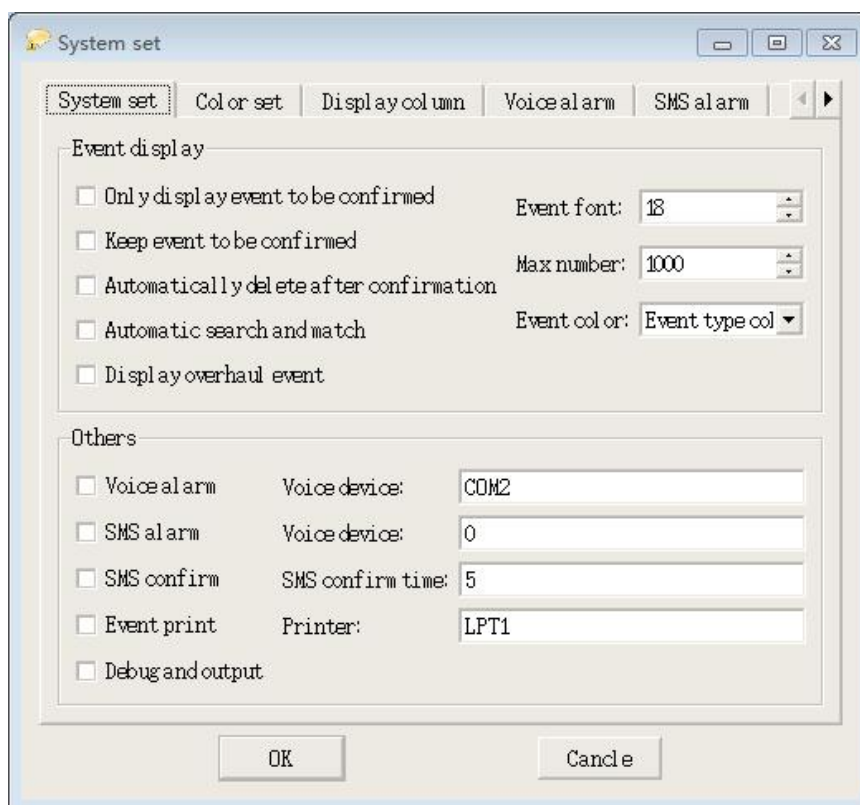 System set
System set Color set Display column Voice alarm SMS alarm
Event display
Only display event to be confirmed
Event font: 18
Keep event to be confirmed
Max number: 1000
Automatically delete after confirmation
Event color: Event type col
Automatic search and match
Display overhaul event
Others
Voice alarm Voice device: COM2
SMS alarm Voice device: 0
SMS confirm SMS confirm time: 5
Event print Printer: LPT1
Debug and output
OK Cancle